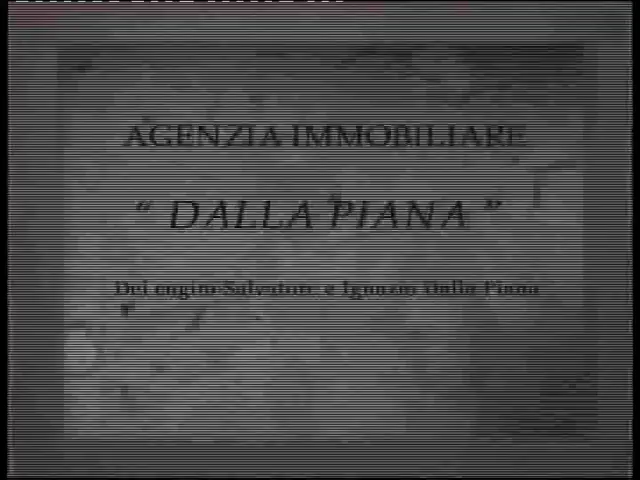 AGENZIA IMMOBILIARE
“ DALLA PIANA ”
Dei cugini Salvatore e Ignazio Dalla Piana